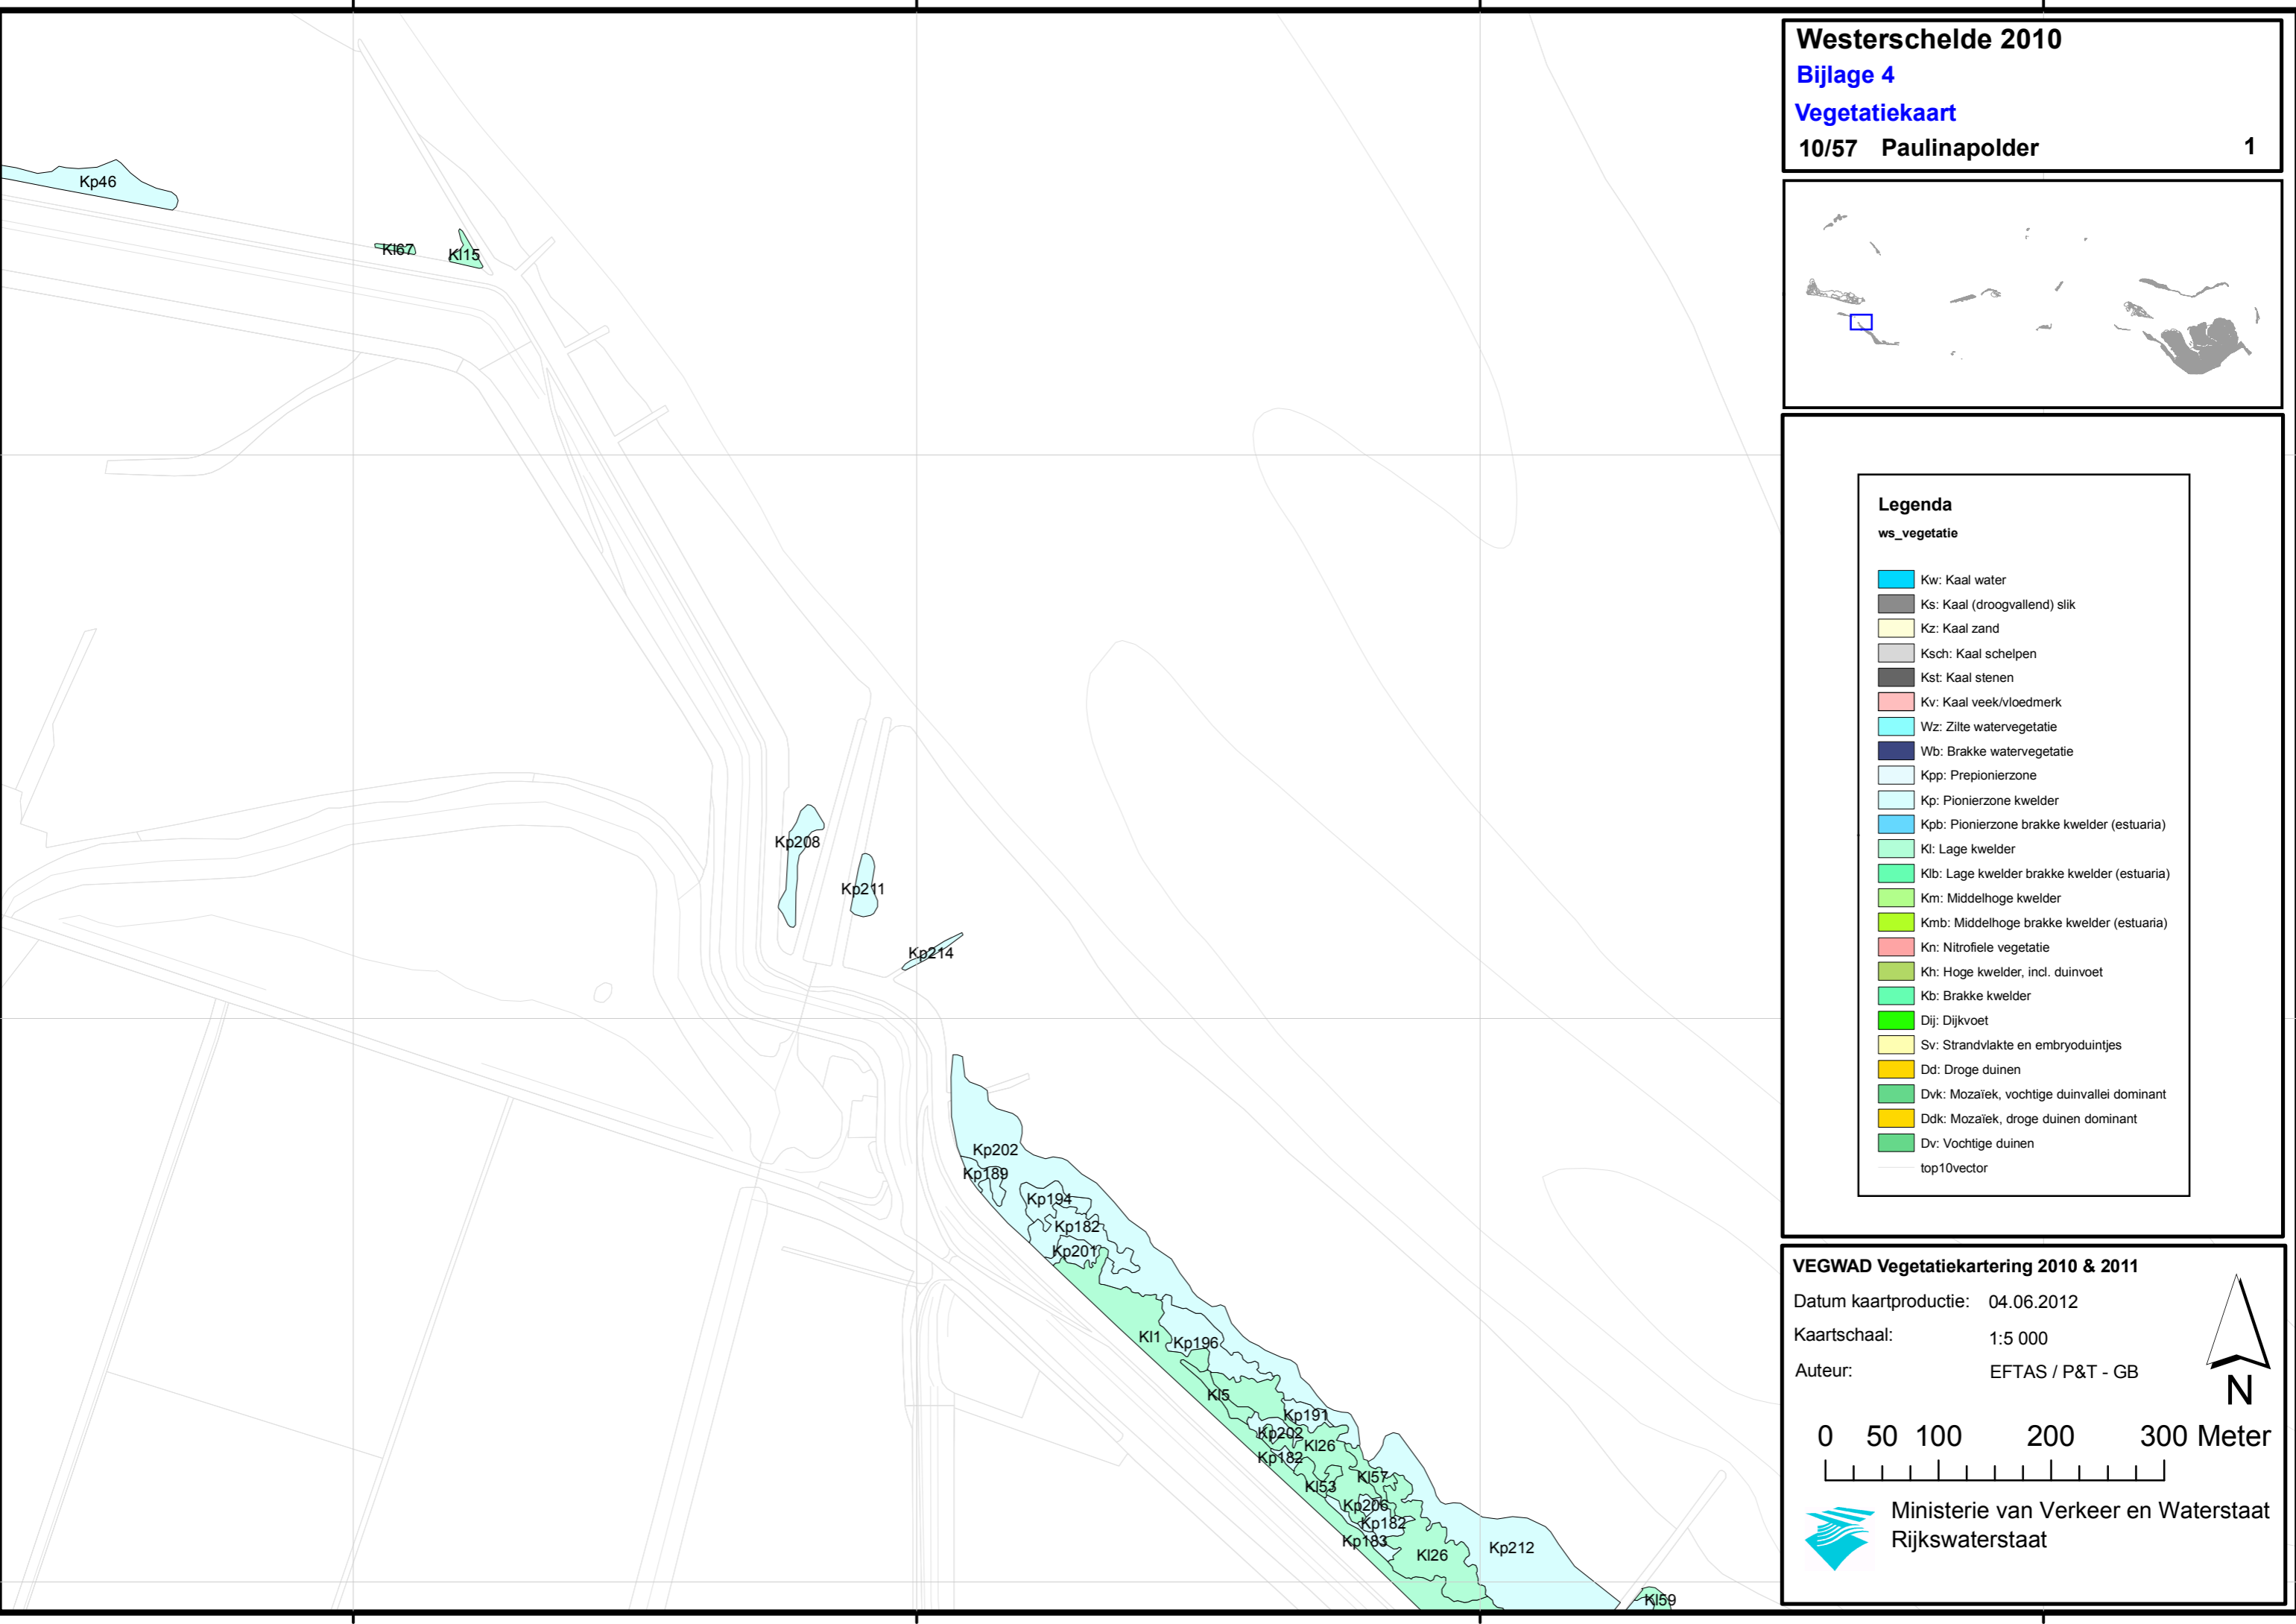 Westerschelde 2010
Bijlage 4
Vegetatiekaart
10/57 Paulinapolder 1
Legenda
ws_vegetatie
Kw: Kaal water
Ks: Kaal (droogvallend) slik
Kz: Kaal zand
Ksch: Kaal schelpen
Kst: Kaal stenen
Kv: Kaal veek/vloedmerk
Wz: Zilte watervegetatie
Wb: Brakke watervegetatie
Kpp: Prepionierzone
Kp: Pionierzone kwelder
Kpb: Pionierzone brakke kwelder (estuaria)
Kl: Lage kwelder
Klb: Lage kwelder brakke kwelder (estuaria)
Km: Middelhoge kwelder
Kmb: Middelhoge brakke kwelder (estuaria)
Kn: Nitrofiele vegetatie
Kh: Hoge kwelder, incl. duinvoet
Kb: Brakke kwelder
Dij: Dijkvoet
Sv: Strandvlakte en embryoduintjes
Dd: Droge duinen
Dvk: Mozaïek, vochtige duinvallei dominant
Ddk: Mozaïek, droge duinen dominant
Dv: Vochtige duinen
top10vector
VEGWAD Vegetatiekartering 2010 & 2011
Datum kaartproductie: 04.06.2012
Kaartschaal: 1:5 000
Auteur: EFTAS / P&T - GB
N
0 50 100 200 300 Meter
Ministerie van Verkeer en Waterstaat
Rijkswaterstaat
Kp46
Kl67
Kl15
Kp208
Kp211
Kp214
Kp202
Kp189
Kp194
Kp182
Kp201
Kl1
Kp196
Kl5
Kp191
Kp202
Kl26
Kp182
Kl57
Kl53
Kp206
Kp182
Kp183
Kl26
Kp212
Kl59